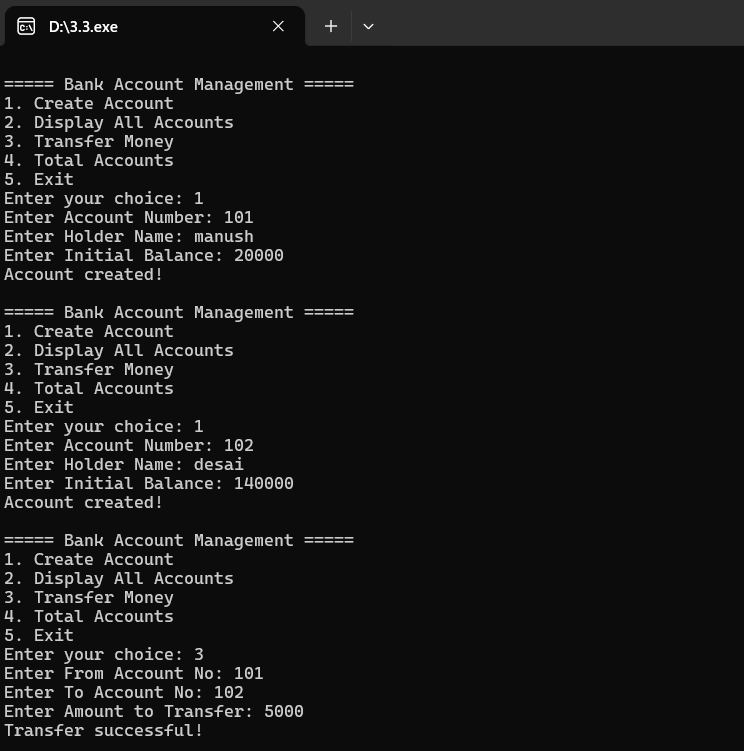 D:\3.3.exe
===== Bank Account Management =====
1. Create Account
2. Display All Accounts
3. Transfer Money
4. Total Accounts
5. Exit
Enter your choice: 1
Enter Account Number: 101
Enter Holder Name: manush
Enter Initial Balance: 20000
Account created!
===== Bank Account Management =====
1. Create Account
2. Display All Accounts
3. Transfer Money
4. Total Accounts
5. Exit
Enter your choice: 1
Enter Account Number: 102
Enter Holder Name: desai
Enter Initial Balance: 140000
Account created!
===== Bank Account Management =====
1. Create Account
2. Display All Accounts
3. Transfer Money
4. Total Accounts
5. Exit
Enter your choice: 3
Enter From Account No: 101
Enter To Account No: 102
Enter Amount to Transfer: 5000
Transfer successful!